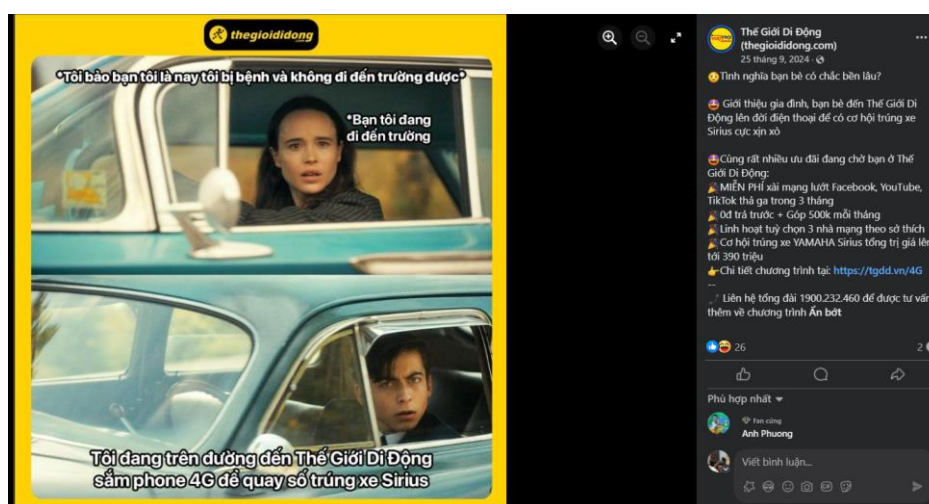 thegioididong
*Tôi bảo bạn tôi là nay tôi bị bệnh và không đi đến trường được*
*Bạn tôi đang
đi đến trường
Tôi đang trên đường đến Thế Giới Di Động
sắm phone 4G để quay số trúng xe Sirius
Thế Giới Di Động
(thegioididong.com)
25 tháng 9, 2024
Tình nghĩa bạn bè có chắc bền lâu?
Giới thiệu gia đình, bạn bè đến Thế Giới Di
Động lên đời điện thoại để có cơ hội trúng xe
Sirius cực xịn xò
Cùng rất nhiều ưu đãi đang chờ bạn ở Thế
Giới Di Động:
MIỄN PHÍ xài mạng lướt Facebook, YouTube,
TikTok thả ga trong 3 tháng
0đ trả trước + Góp 500k mỗi tháng
Linh hoạt tuỳ chọn 3 nhà mạng theo sở thích
Cơ hội trúng xe YAMAHA Sirius tổng trị giá lên
tới 390 triệu
Chi tiết chương trình tại: https://tgdd.vn/4G
--
Liên hệ tổng đài 1900.232.460 để được tư vấn
thêm về chương trình Ẩn bớt
26
2
Phù hợp nhất
Fan cứng
Anh Phuong
Viết bình luận...